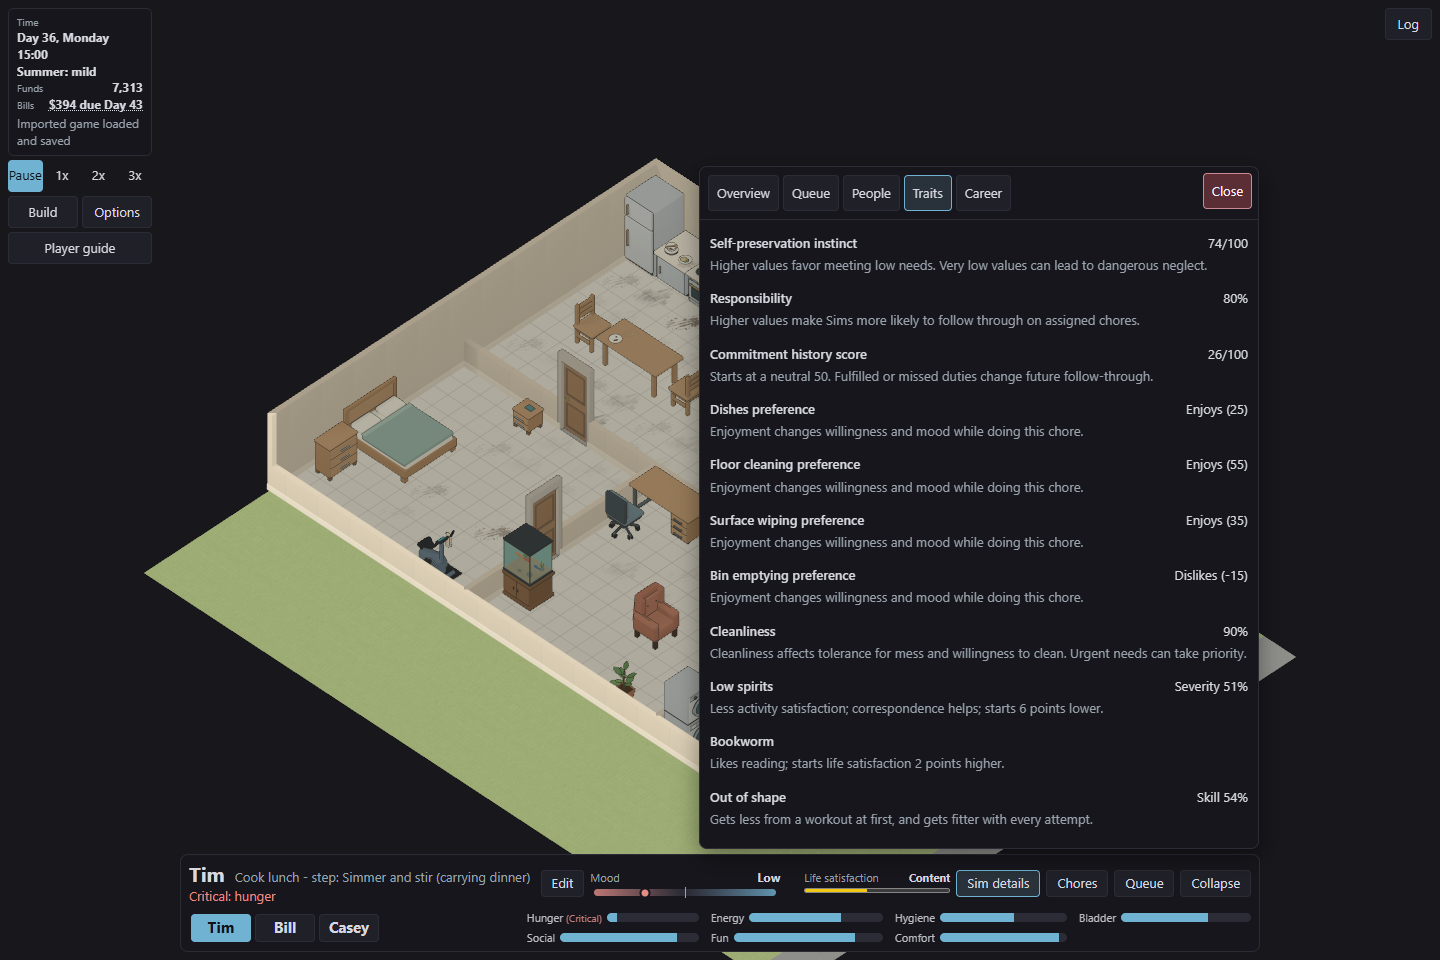 Time
Day 36, Monday
15:00
Summer: mild
Funds 7,313
Bills $394 due Day 43
Imported game loaded
and saved
Pause 1x 2x 3x
Build Options
Player guide
Log
Overview Queue People Traits Career Close
Self-preservation instinct 74/100
Higher values favor meeting low needs. Very low values can lead to dangerous neglect.
Responsibility 80%
Higher values make Sims more likely to follow through on assigned chores.
Commitment history score 26/100
Starts at a neutral 50. Fulfilled or missed duties change future follow-through.
Dishes preference Enjoys (25)
Enjoyment changes willingness and mood while doing this chore.
Floor cleaning preference Enjoys (55)
Enjoyment changes willingness and mood while doing this chore.
Surface wiping preference Enjoys (35)
Enjoyment changes willingness and mood while doing this chore.
Bin emptying preference Dislikes (-15)
Enjoyment changes willingness and mood while doing this chore.
Cleanliness 90%
Cleanliness affects tolerance for mess and willingness to clean. Urgent needs can take priority.
Low spirits Severity 51%
Less activity satisfaction; correspondence helps; starts 6 points lower.
Bookworm
Likes reading; starts life satisfaction 2 points higher.
Out of shape Skill 54%
Gets less from a workout at first, and gets fitter with every attempt.
Tim Cook lunch - step: Simmer and stir (carrying dinner)
Critical: hunger
Tim Bill Casey
Edit
Mood Low
Life satisfaction Content
Sim details Chores Queue Collapse
Hunger (Critical) Energy Hygiene Bladder
Social Fun Comfort